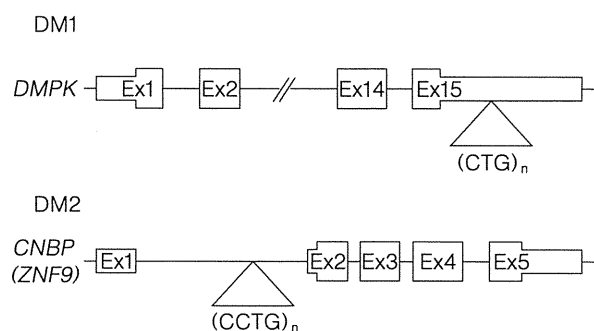 DM1
DMPK Ex1 Ex2 Ex14 Ex15
(CTG)n
DM2
CNBP
(ZNF9) Ex1 Ex2 Ex3 Ex4 Ex5
(CCTG)n